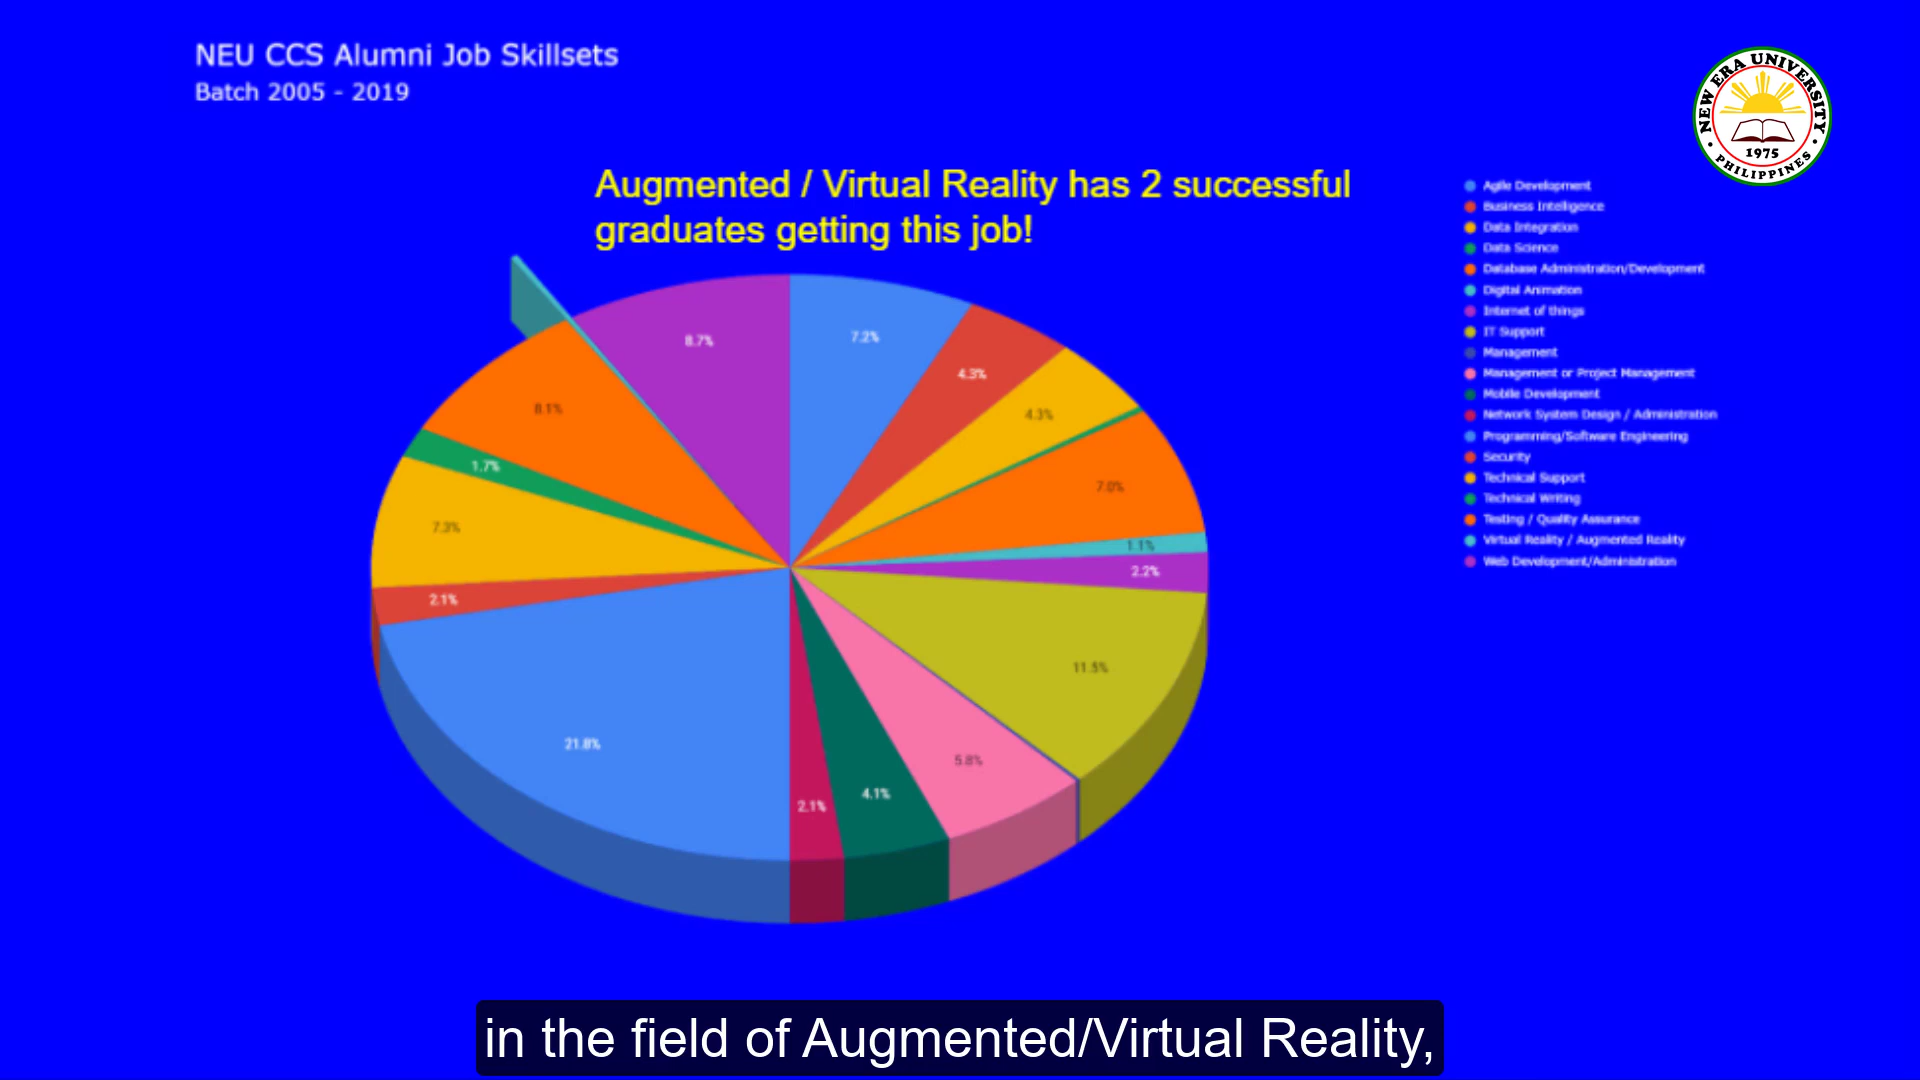 NEU CCS Alumni Job Skillsets
Batch 2005 - 2019
NEW ERA UNIVERSITY
1975
PHILIPPINES
Augmented / Virtual Reality has 2 successful
graduates getting this job!
Agile Development
Business Intelligence
Data Integration
Data Science
Database Administration/Development
Digital Animation
Internet of things
IT Support
Management
Management or Project Management
Mobile Development
Network System Design / Administration
Programming/Software Engineering
Security
Technical Support
Technical Writing
Testing / Quality Assurance
Virtual Reality / Augmented Reality
Web Development/Administration
8.7%
7.2%
4.3%
4.3%
8.1%
1.7%
7.0%
7.3%
1.1%
2.2%
2.1%
11.5%
21.8%
5.8%
4.1%
2.1%
in the field of Augmented/Virtual Reality,